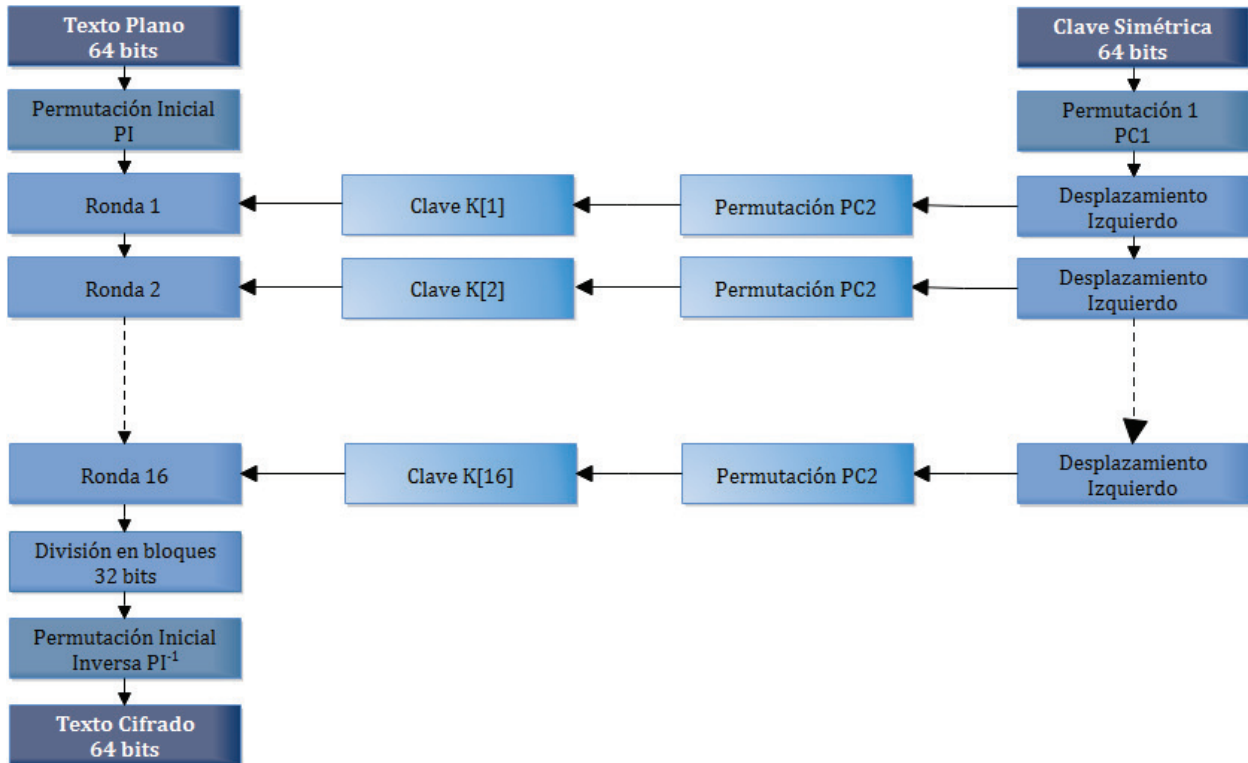 Texto Plano
64 bits
Clave Simétrica
64 bits
Permutación Inicial
PI
Permutación 1
PC1
Ronda 1
Clave K[1]
Permutación PC2
Desplazamiento
Izquierdo
Ronda 2
Clave K[2]
Permutación PC2
Desplazamiento
Izquierdo
Ronda 16
Clave K[16]
Permutación PC2
Desplazamiento
Izquierdo
División en bloques
32 bits
Permutación Inicial
Inversa PI⁻¹
Texto Cifrado
64 bits